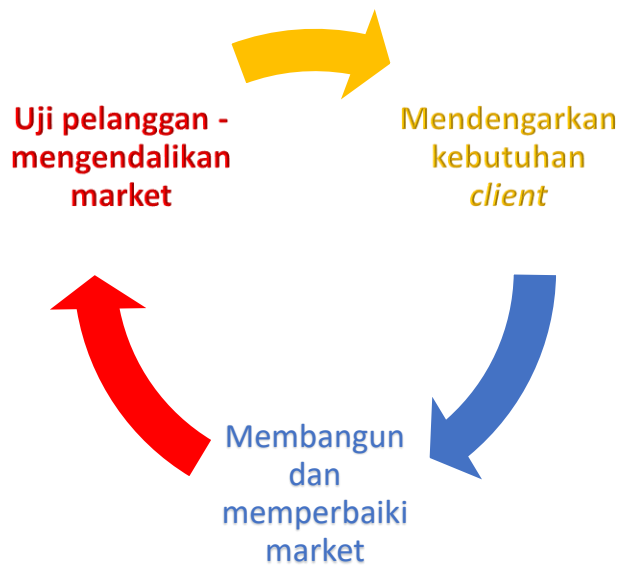 Uji pelanggan -
mengendalikan
market
Mendengarkan
kebutuhan
client
Membangun
dan
memperbaiki
market